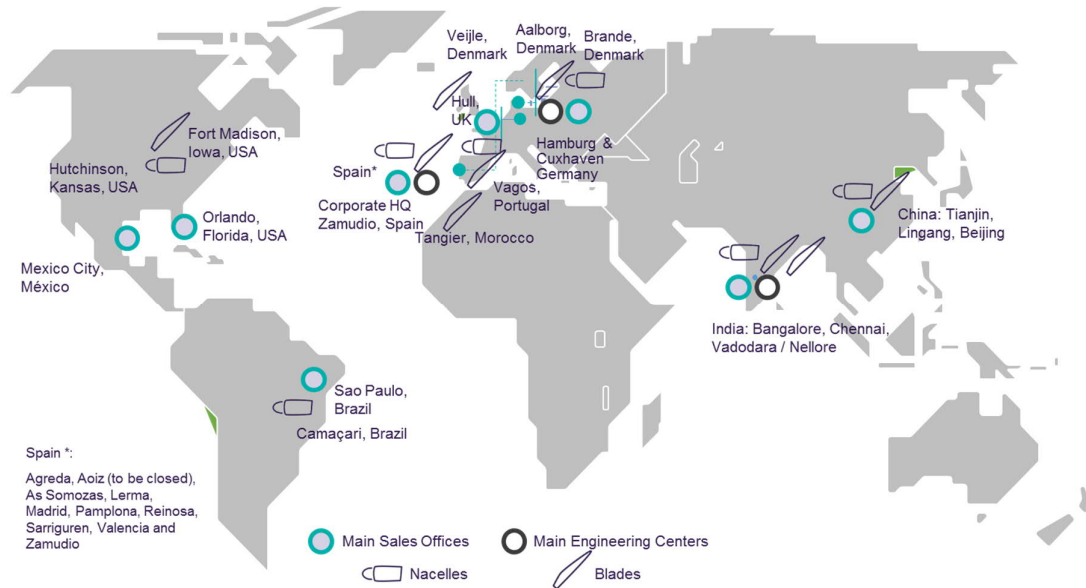 Veijle,
Denmark
Aalborg,
Denmark
Brande,
Denmark
Hull,
UK
Fort Madison,
Iowa, USA
Hutchinson,
Kansas, USA
Spain*
Hamburg &
Cuxhaven
Germany
Corporate HQ
Zamudio, Spain
Vagos,
Portugal
Tangier, Morocco
Orlando,
Florida, USA
Mexico City,
México
China: Tianjin,
Lingang, Beijing
India: Bangalore, Chennai,
Vadodara / Nellore
Sao Paulo,
Brazil
Camaçari, Brazil
Spain *:
Agreda, Aoiz (to be closed),
As Somozas, Lerma,
Madrid, Pamplona, Reinosa,
Sarriguren, Valencia and
Zamudio
Main Sales Offices
Main Engineering Centers
Nacelles
Blades